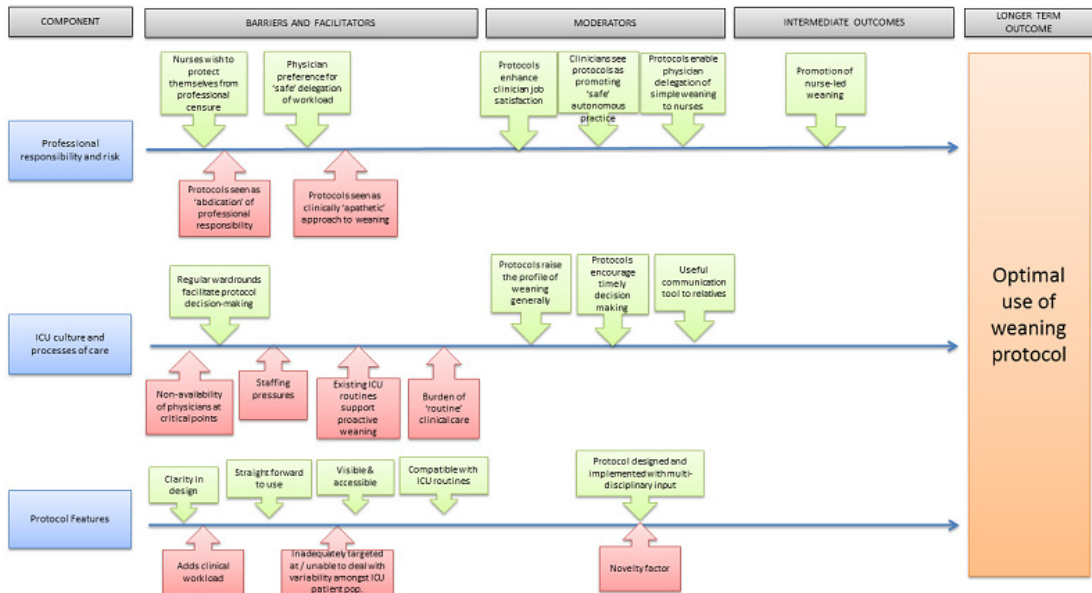 COMPONENT
BARRIERS AND FACILITATORS
MODERATORS
INTERMEDIATE OUTCOMES
LONGER TERM
OUTCOME
Nurses wish to
protect
themselves from
professional
censure
Physician
preference for
'safe' delegation
of workload
Protocols
enhance
clinician job
satisfaction
Clinicians see
protocols as
promoting
'safe'
autonomous
practice
Protocols enable
physician
delegation of
simple weaning
to nurses
Promotion of
nurse-led
weaning
Professional
responsibility and risk
Protocols seen as
'abdication' of
professional
responsibility
Protocols seen as
clinically 'apathetic'
approach to weaning
Regular ward rounds
facilitate protocol
decision-making
Protocols raise
the profile of
weaning
generally
Protocols
encourage
timely
decision
making
Useful
communication
tool to relatives
ICU culture and
processes of care
Non-availability
of physicians at
critical points
Staffing
pressures
Existing ICU
routines
support
proactive
weaning
Burden of
'routine'
clinical care
Clarity in
design
Straight forward
to use
Visible &
accessible
Compatible with
ICU routines
Protocol designed and
implemented with multi-
disciplinary input
Protocol Features
Adds clinical
workload
Inadequately targeted
at / unable to deal with
variability amongst ICU
patient pop.
Novelty factor
Optimal
use of
weaning
protocol